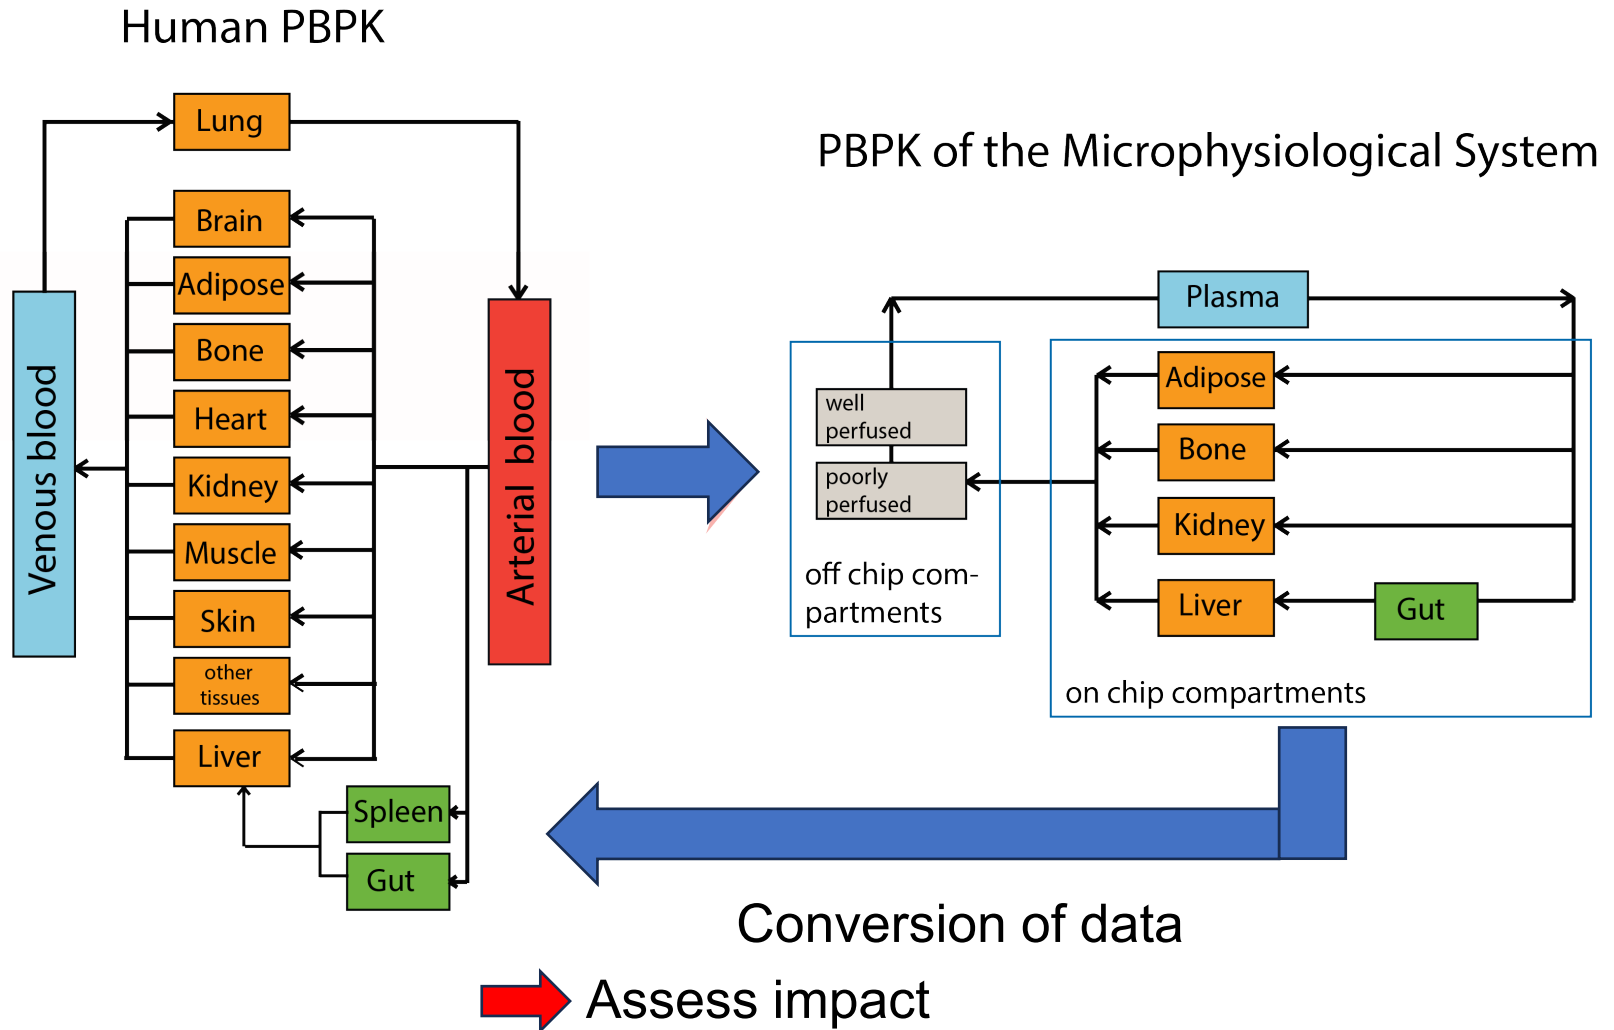 Human PBPK
Lung
Brain
Adipose
Bone
Heart
Kidney
Muscle
Skin
other
tissues
Liver
Spleen
Gut
Venous blood
Arterial blood
PBPK of the Microphysiological System
Plasma
well
perfused
poorly
perfused
off chip com-
partments
Adipose
Bone
Kidney
Liver
Gut
on chip compartments
Conversion of data
Assess impact